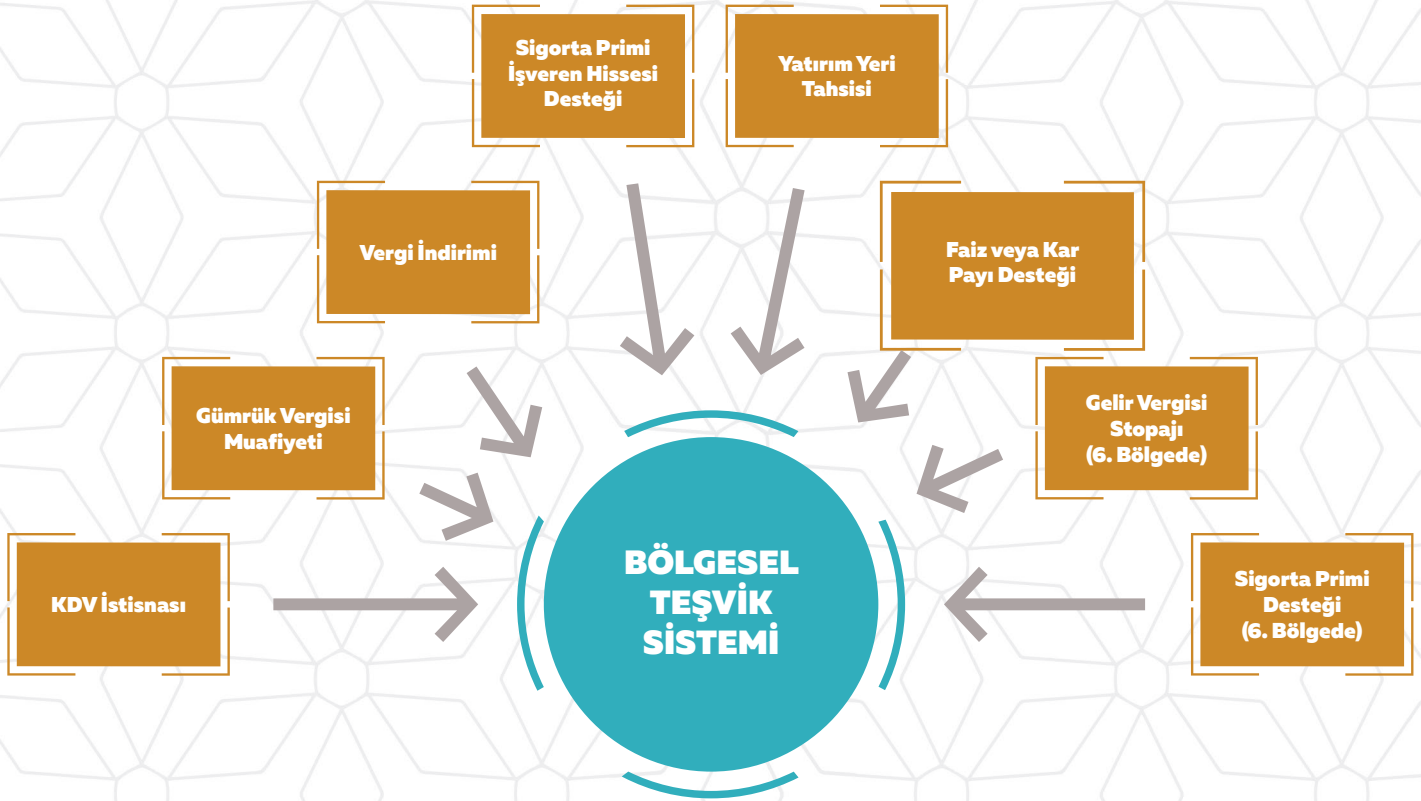 Sigorta Primi
İşveren Hissesi
Desteği
Yatırım Yeri
Tahsisi
Vergi İndirimi
Faiz veya Kar
Payı Desteği
Gümrük Vergisi
Muafiyeti
Gelir Vergisi
Stopajı
(6. Bölgede)
KDV İstisnası
BÖLGESEL
TEŞVİK
SİSTEMİ
Sigorta Primi
Desteği
(6. Bölgede)